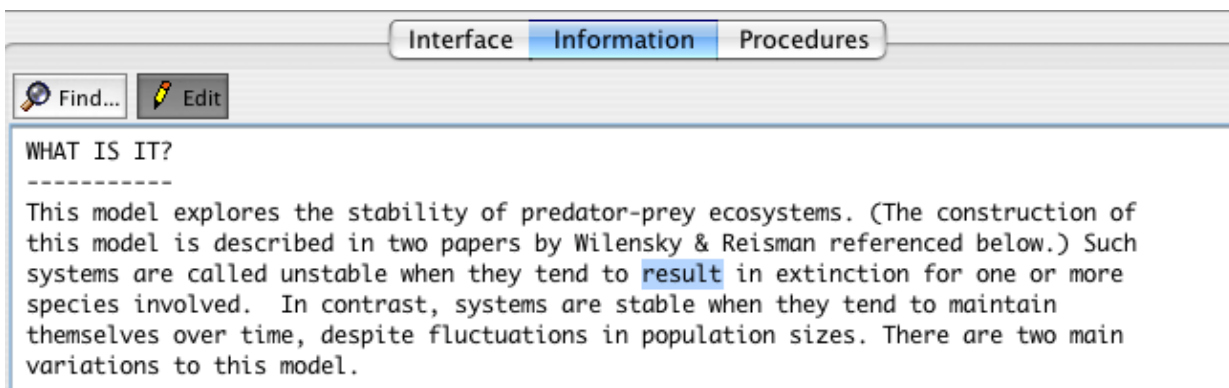 Interface Information Procedures
Find... Edit
WHAT IS IT?
-----------
This model explores the stability of predator-prey ecosystems. (The construction of
this model is described in two papers by Wilensky & Reisman referenced below.) Such
systems are called unstable when they tend to result in extinction for one or more
species involved.  In contrast, systems are stable when they tend to maintain
themselves over time, despite fluctuations in population sizes. There are two main
variations to this model.